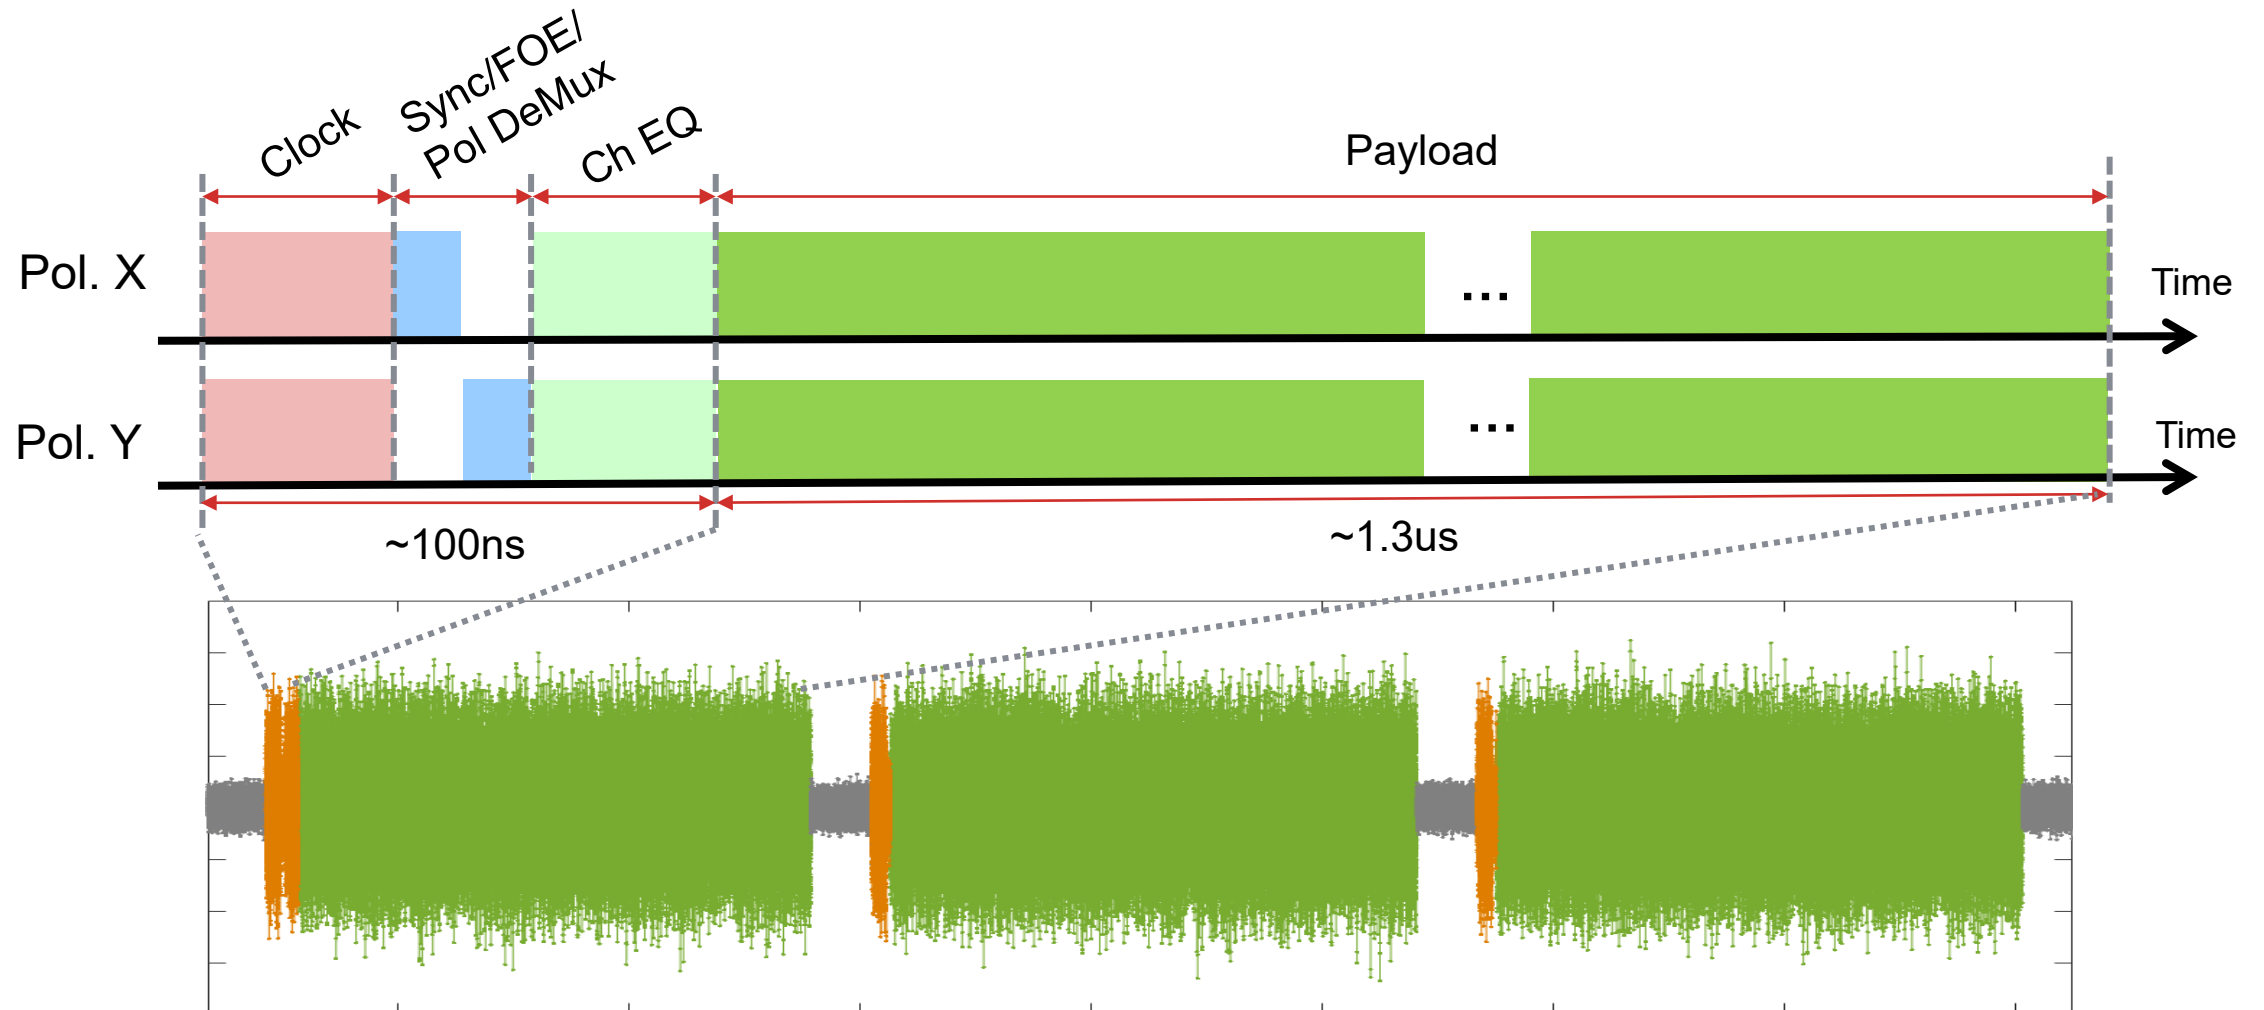 Clock
Sync/FOE/
Pol DeMux
Ch EQ
Payload
Pol. X
...
Time
Pol. Y
...
Time
~100ns
~1.3us